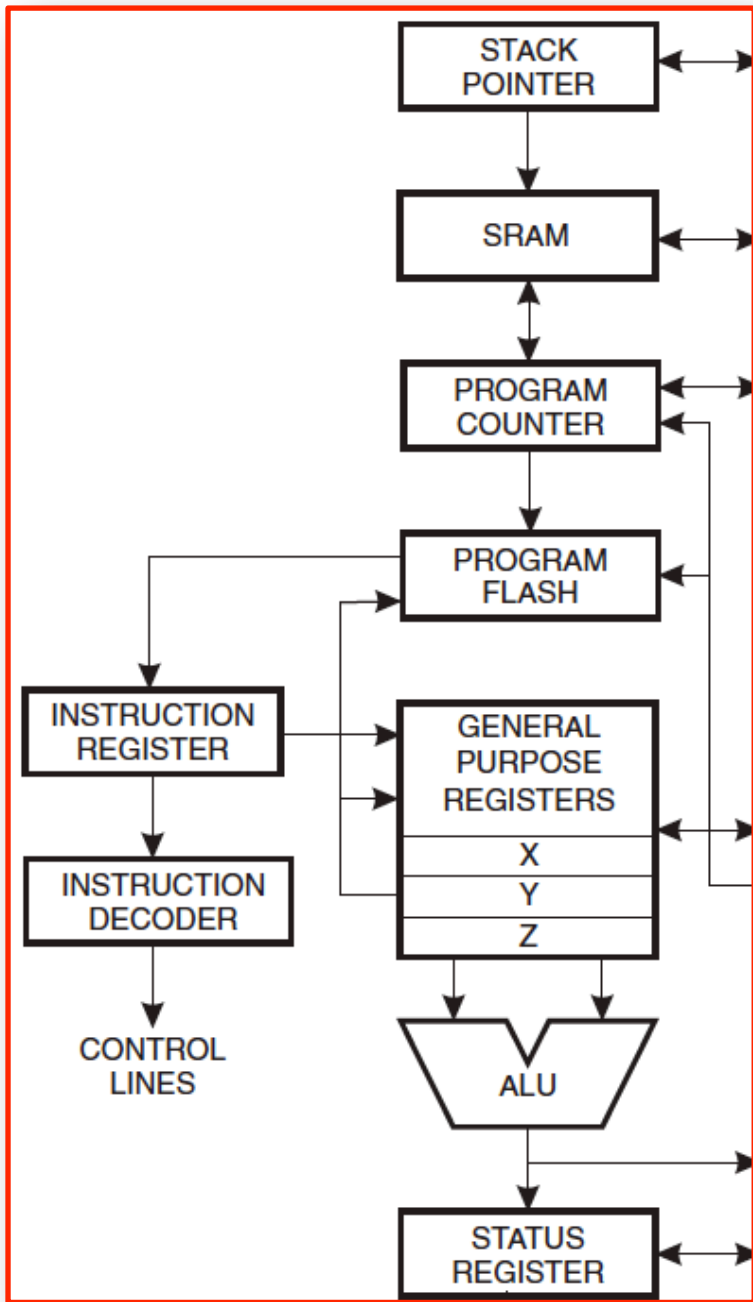 STACK
POINTER
SRAM
PROGRAM
COUNTER
PROGRAM
FLASH
INSTRUCTION
REGISTER
GENERAL
PURPOSE
REGISTERS
X
Y
Z
INSTRUCTION
DECODER
CONTROL
LINES
ALU
STATUS
REGISTER